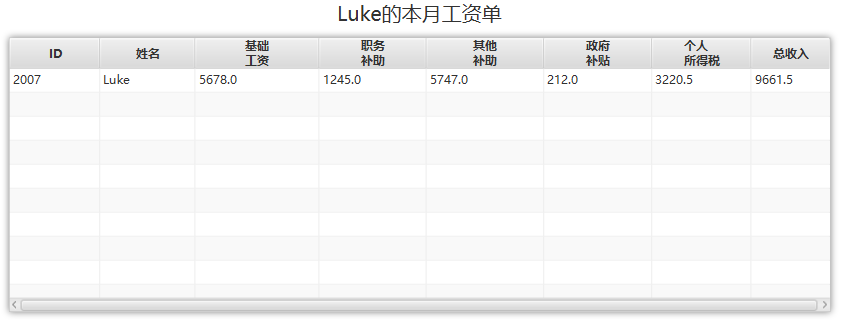 Luke的本月工资单
ID 姓名 基础 职务 其他 政府 个人 总收入
工资 补助 补助 补贴 所得税
2007 Luke 5678.0 1245.0 5747.0 212.0 3220.5 9661.5